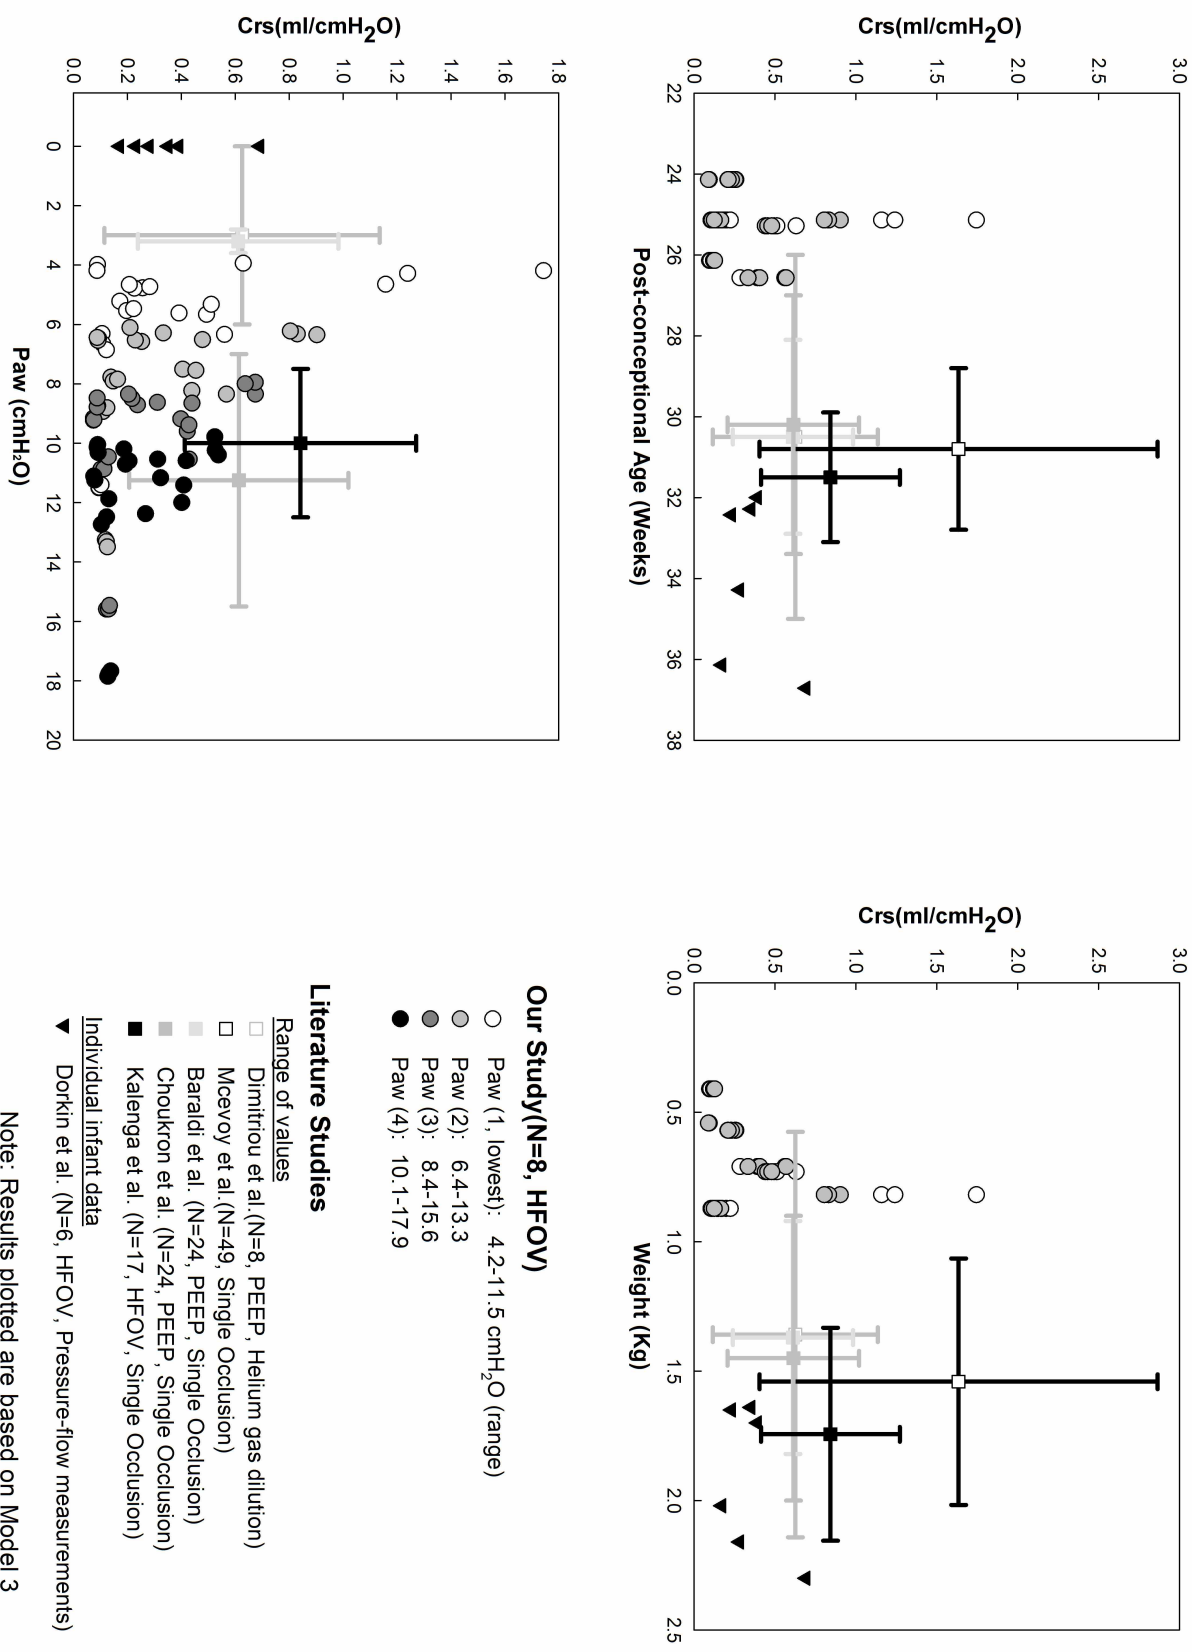 Crs(ml/cmH2O)
3.0
2.5
2.0
1.5
1.0
0.5
0.0
22
24
26
28
30
32
34
36
38
Post-conceptional Age (Weeks)
Crs(ml/cmH2O)
3.0
2.5
2.0
1.5
1.0
0.5
0.0
0.0
0.5
1.0
1.5
2.0
2.5
Weight (Kg)
Crs(ml/cmH2O)
1.8
1.6
1.4
1.2
1.0
0.8
0.6
0.4
0.2
0.0
0
2
4
6
8
10
12
14
16
18
20
Paw (cmH2O)
Our Study(N=8, HFOV)
Paw (1, lowest): 4.2-11.5 cmH2O (range)
Paw (2): 6.4-13.3
Paw (3): 8.4-15.6
Paw (4): 10.1-17.9
Literature Studies
Range of values
Dimitriou et al.(N=8, PEEP, Helium gas dilution)
Mcevoy et al.(N=49, Single Occlusion)
Baraldi et al. (N=24, PEEP, Single Occlusion)
Choukron et al. (N=24, PEEP, Single Occlusion)
Kalenga et al. (N=17, HFOV, Single Occlusion)
Individual infant data
Dorkin et al. (N=6, HFOV, Pressure-flow measurements)
Note: Results plotted are based on Model 3